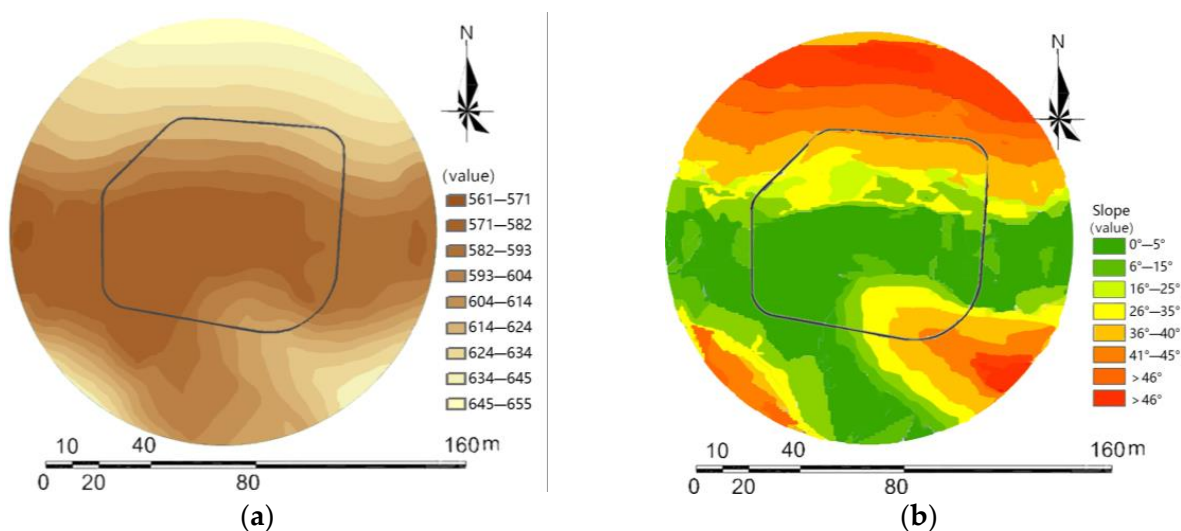 N
(value)
561—571
571—582
582—593
593—604
604—614
614—624
624—634
634—645
645—655
10 40 160 m
0 20 80
(a)
N
Slope
(value)
0°—5°
6°—15°
16°—25°
26°—35°
36°—40°
41°—45°
>46°
>46°
10 40 160 m
0 20 80
(b)